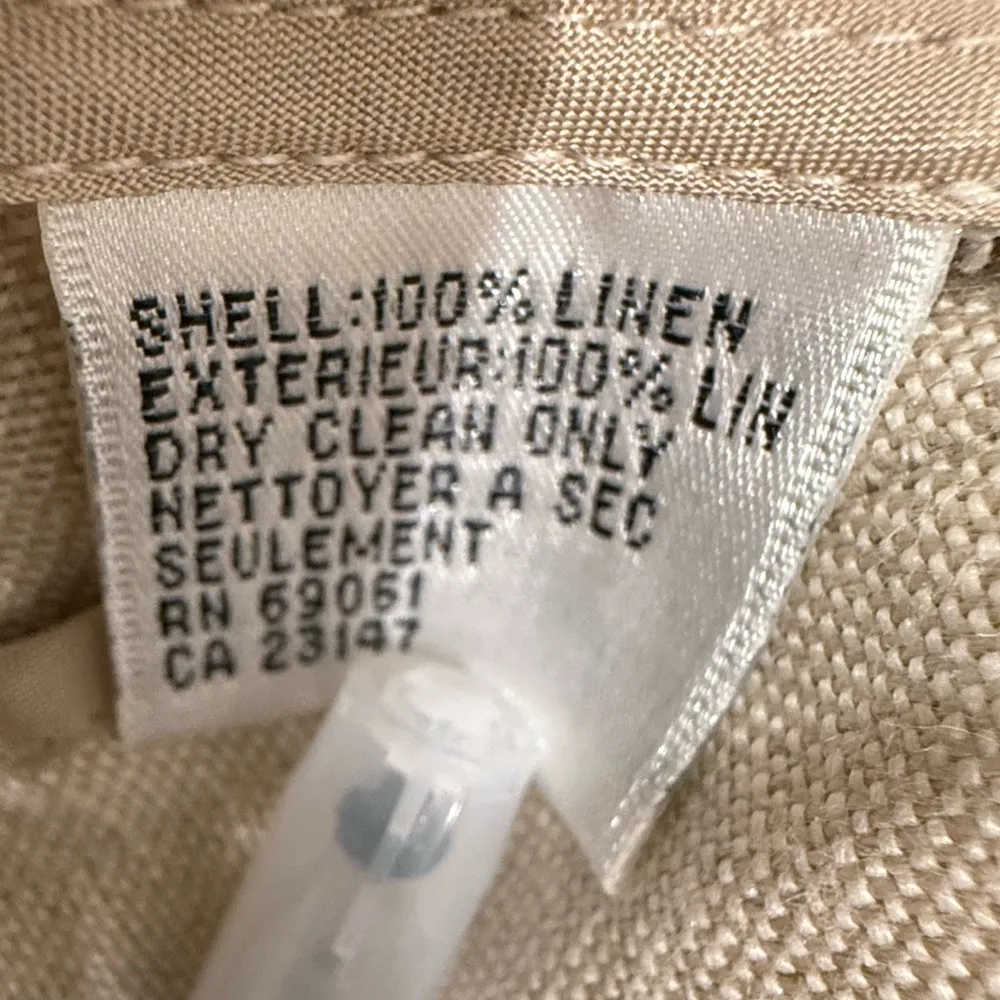 SHELL:100% LINEN
EXTERIEUR:100% LIN
DRY CLEAN ONLY
NETTOYER A SEC
SEULEMENT
RN 69061
CA 23147